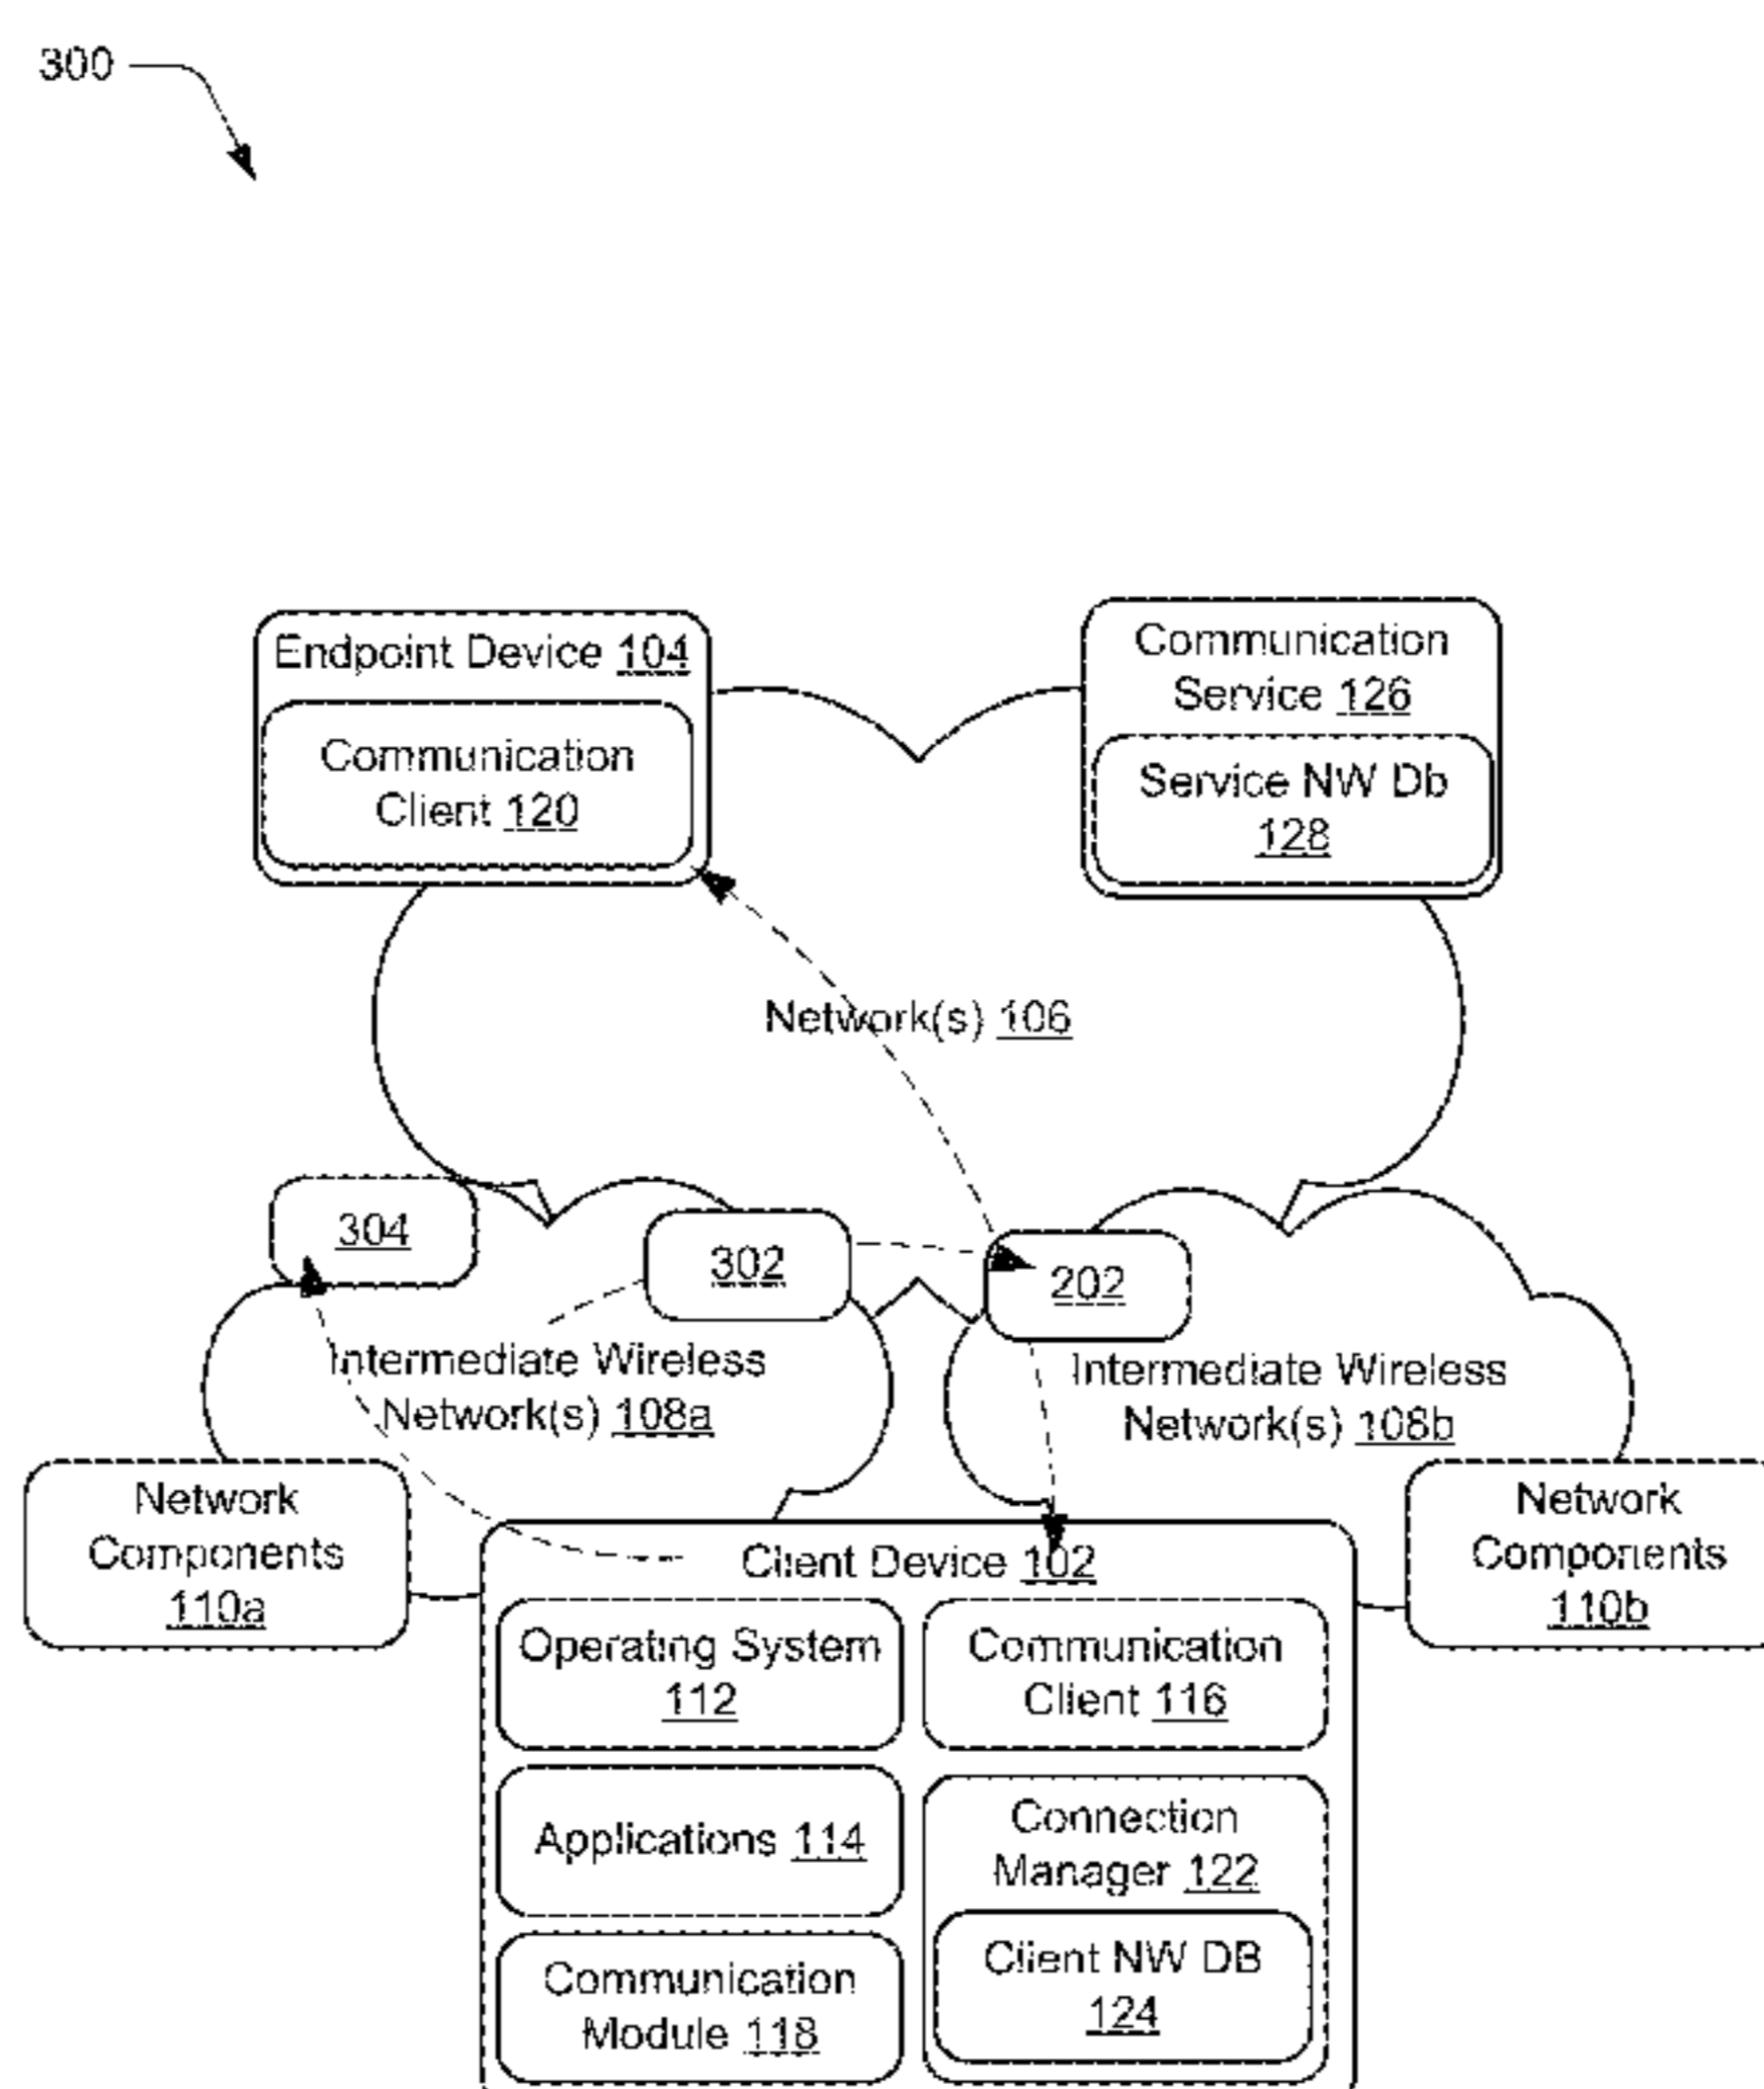 300
Endpoint Device 104
Communication
Client 120
Communication
Service 126
Service NW Db
128
Network(s) 106
304
302
202
Intermediate Wireless
Network(s) 108a
Intermediate Wireless
Network(s) 108b
Network
Components
110a
Network
Components
110b
Client Device 102
Operating System
112
Communication
Client 116
Applications 114
Connection
Manager 122
Client NW DB
124
Communication
Module 118